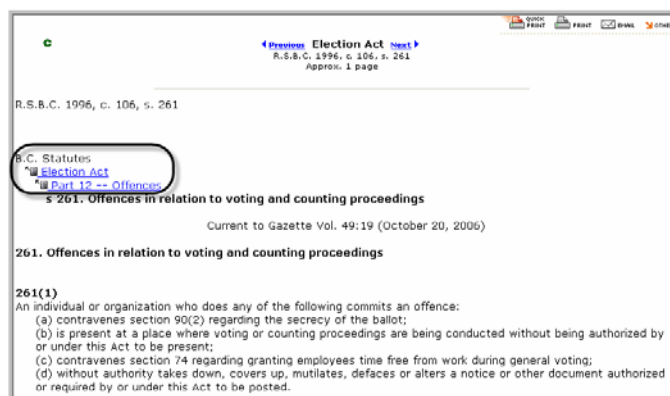 QUICK PRINT PRINT EMAIL
C
Previous Election Act Next
R.S.B.C. 1996, c. 106, s. 261
Approx. 1 page
R.S.B.C. 1996, c. 106, s. 261
B.C. Statutes
Election Act
Part 12 -- Offences
s 261. Offences in relation to voting and counting proceedings
Current to Gazette Vol. 49:19 (October 20, 2006)
261. Offences in relation to voting and counting proceedings
261(1)
An individual or organization who does any of the following commits an offence:
(a) contravenes section 90(2) regarding the secrecy of the ballot;
(b) is present at a place where voting or counting proceedings are being conducted without being authorized by
or under this Act to be present;
(c) contravenes section 74 regarding granting employees time free from work during general voting;
(d) without authority takes down, covers up, mutilates, defaces or alters a notice or other document authorized
or required by or under this Act to be posted.